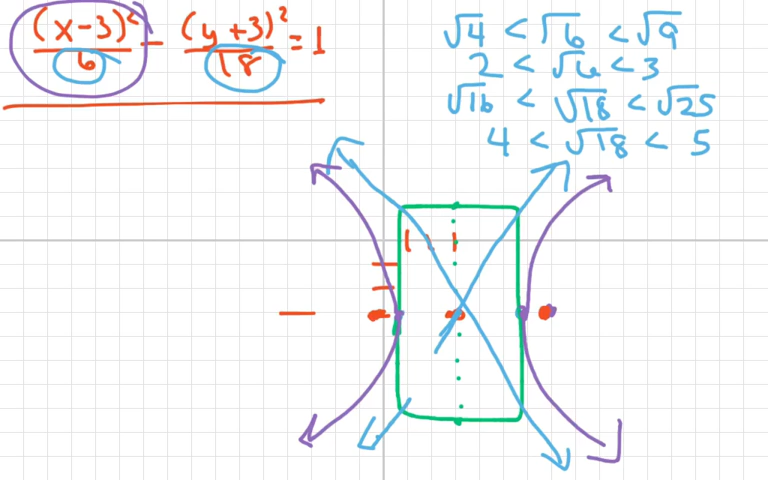 (x-3)²/6 - (y+3)²/18 = 1
√4 < √6 < √9
2 < √6 < 3
√16 < √18 < √25
4 < √18 < 5